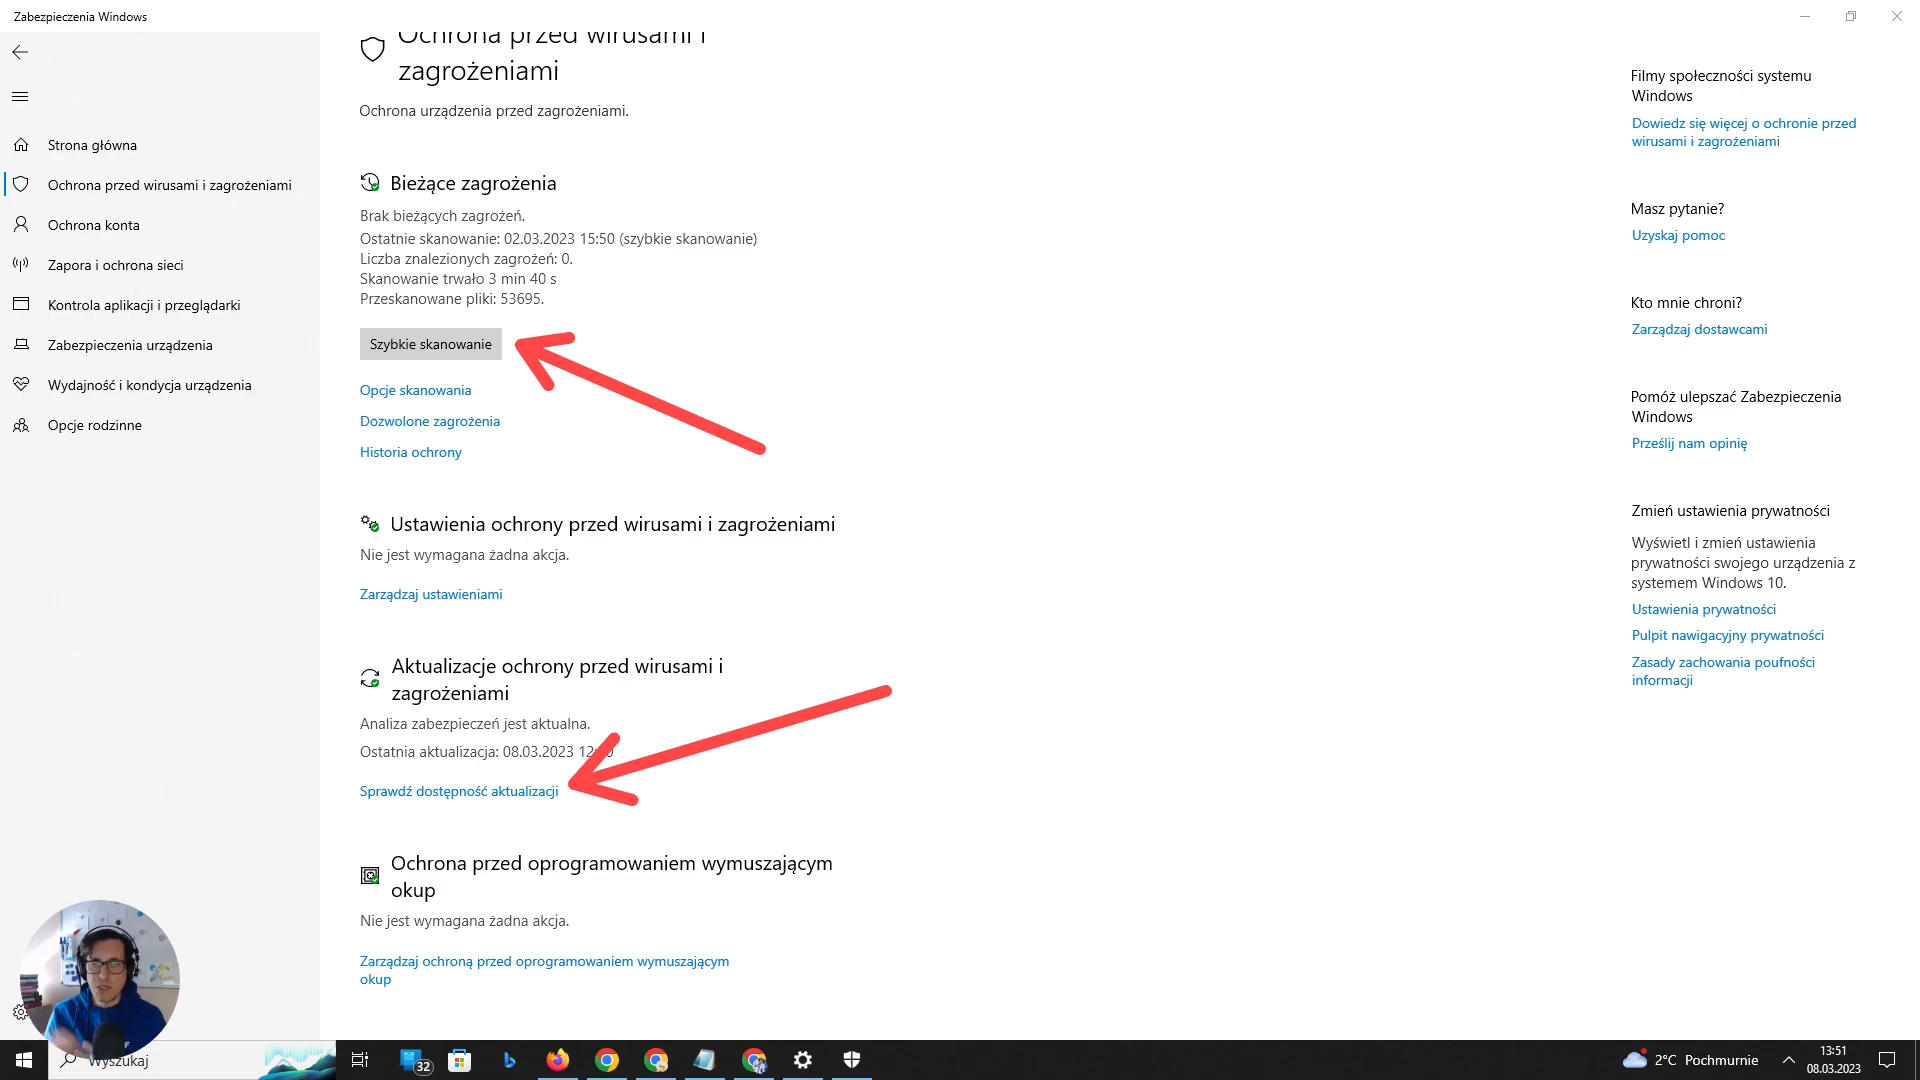 Zabezpieczenia Windows
Ochrona przed wirusami i
zagrożeniami
Ochrona urządzenia przed zagrożeniami.
Strona główna
Ochrona przed wirusami i zagrożeniami
Ochrona konta
Zapora i ochrona sieci
Kontrola aplikacji i przeglądarki
Zabezpieczenia urządzenia
Wydajność i kondycja urządzenia
Opcje rodzinne
Bieżące zagrożenia
Brak bieżących zagrożeń.
Ostatnie skanowanie: 02.03.2023 15:50 (szybkie skanowanie)
Liczba znalezionych zagrożeń: 0.
Skanowanie trwało 3 min 40 s
Przeskanowane pliki: 53695.
Szybkie skanowanie
Opcje skanowania
Dozwolone zagrożenia
Historia ochrony
Ustawienia ochrony przed wirusami i zagrożeniami
Nie jest wymagana żadna akcja.
Zarządzaj ustawieniami
Aktualizacje ochrony przed wirusami i
zagrożeniami
Analiza zabezpieczeń jest aktualna.
Ostatnia aktualizacja: 08.03.2023
Sprawdź dostępność aktualizacji
Ochrona przed oprogramowaniem wymuszającym
okup
Nie jest wymagana żadna akcja.
Zarządzaj ochroną przed oprogramowaniem wymuszającym
okup
Filmy społeczności systemu
Windows
Dowiedz się więcej o ochronie przed
wirusami i zagrożeniami
Masz pytanie?
Uzyskaj pomoc
Kto mnie chroni?
Zarządzaj dostawcami
Pomóż ulepszać Zabezpieczenia
Windows
Prześlij nam opinię
Zmień ustawienia prywatności
Wyświetl i zmień ustawienia
prywatności swojego urządzenia z
systemem Windows 10.
Ustawienia prywatności
Pulpit nawigacyjny prywatności
Zasady zachowania poufności
informacji
Wyszukaj
32
2°C Pochmurnie
13:51
08.03.2023